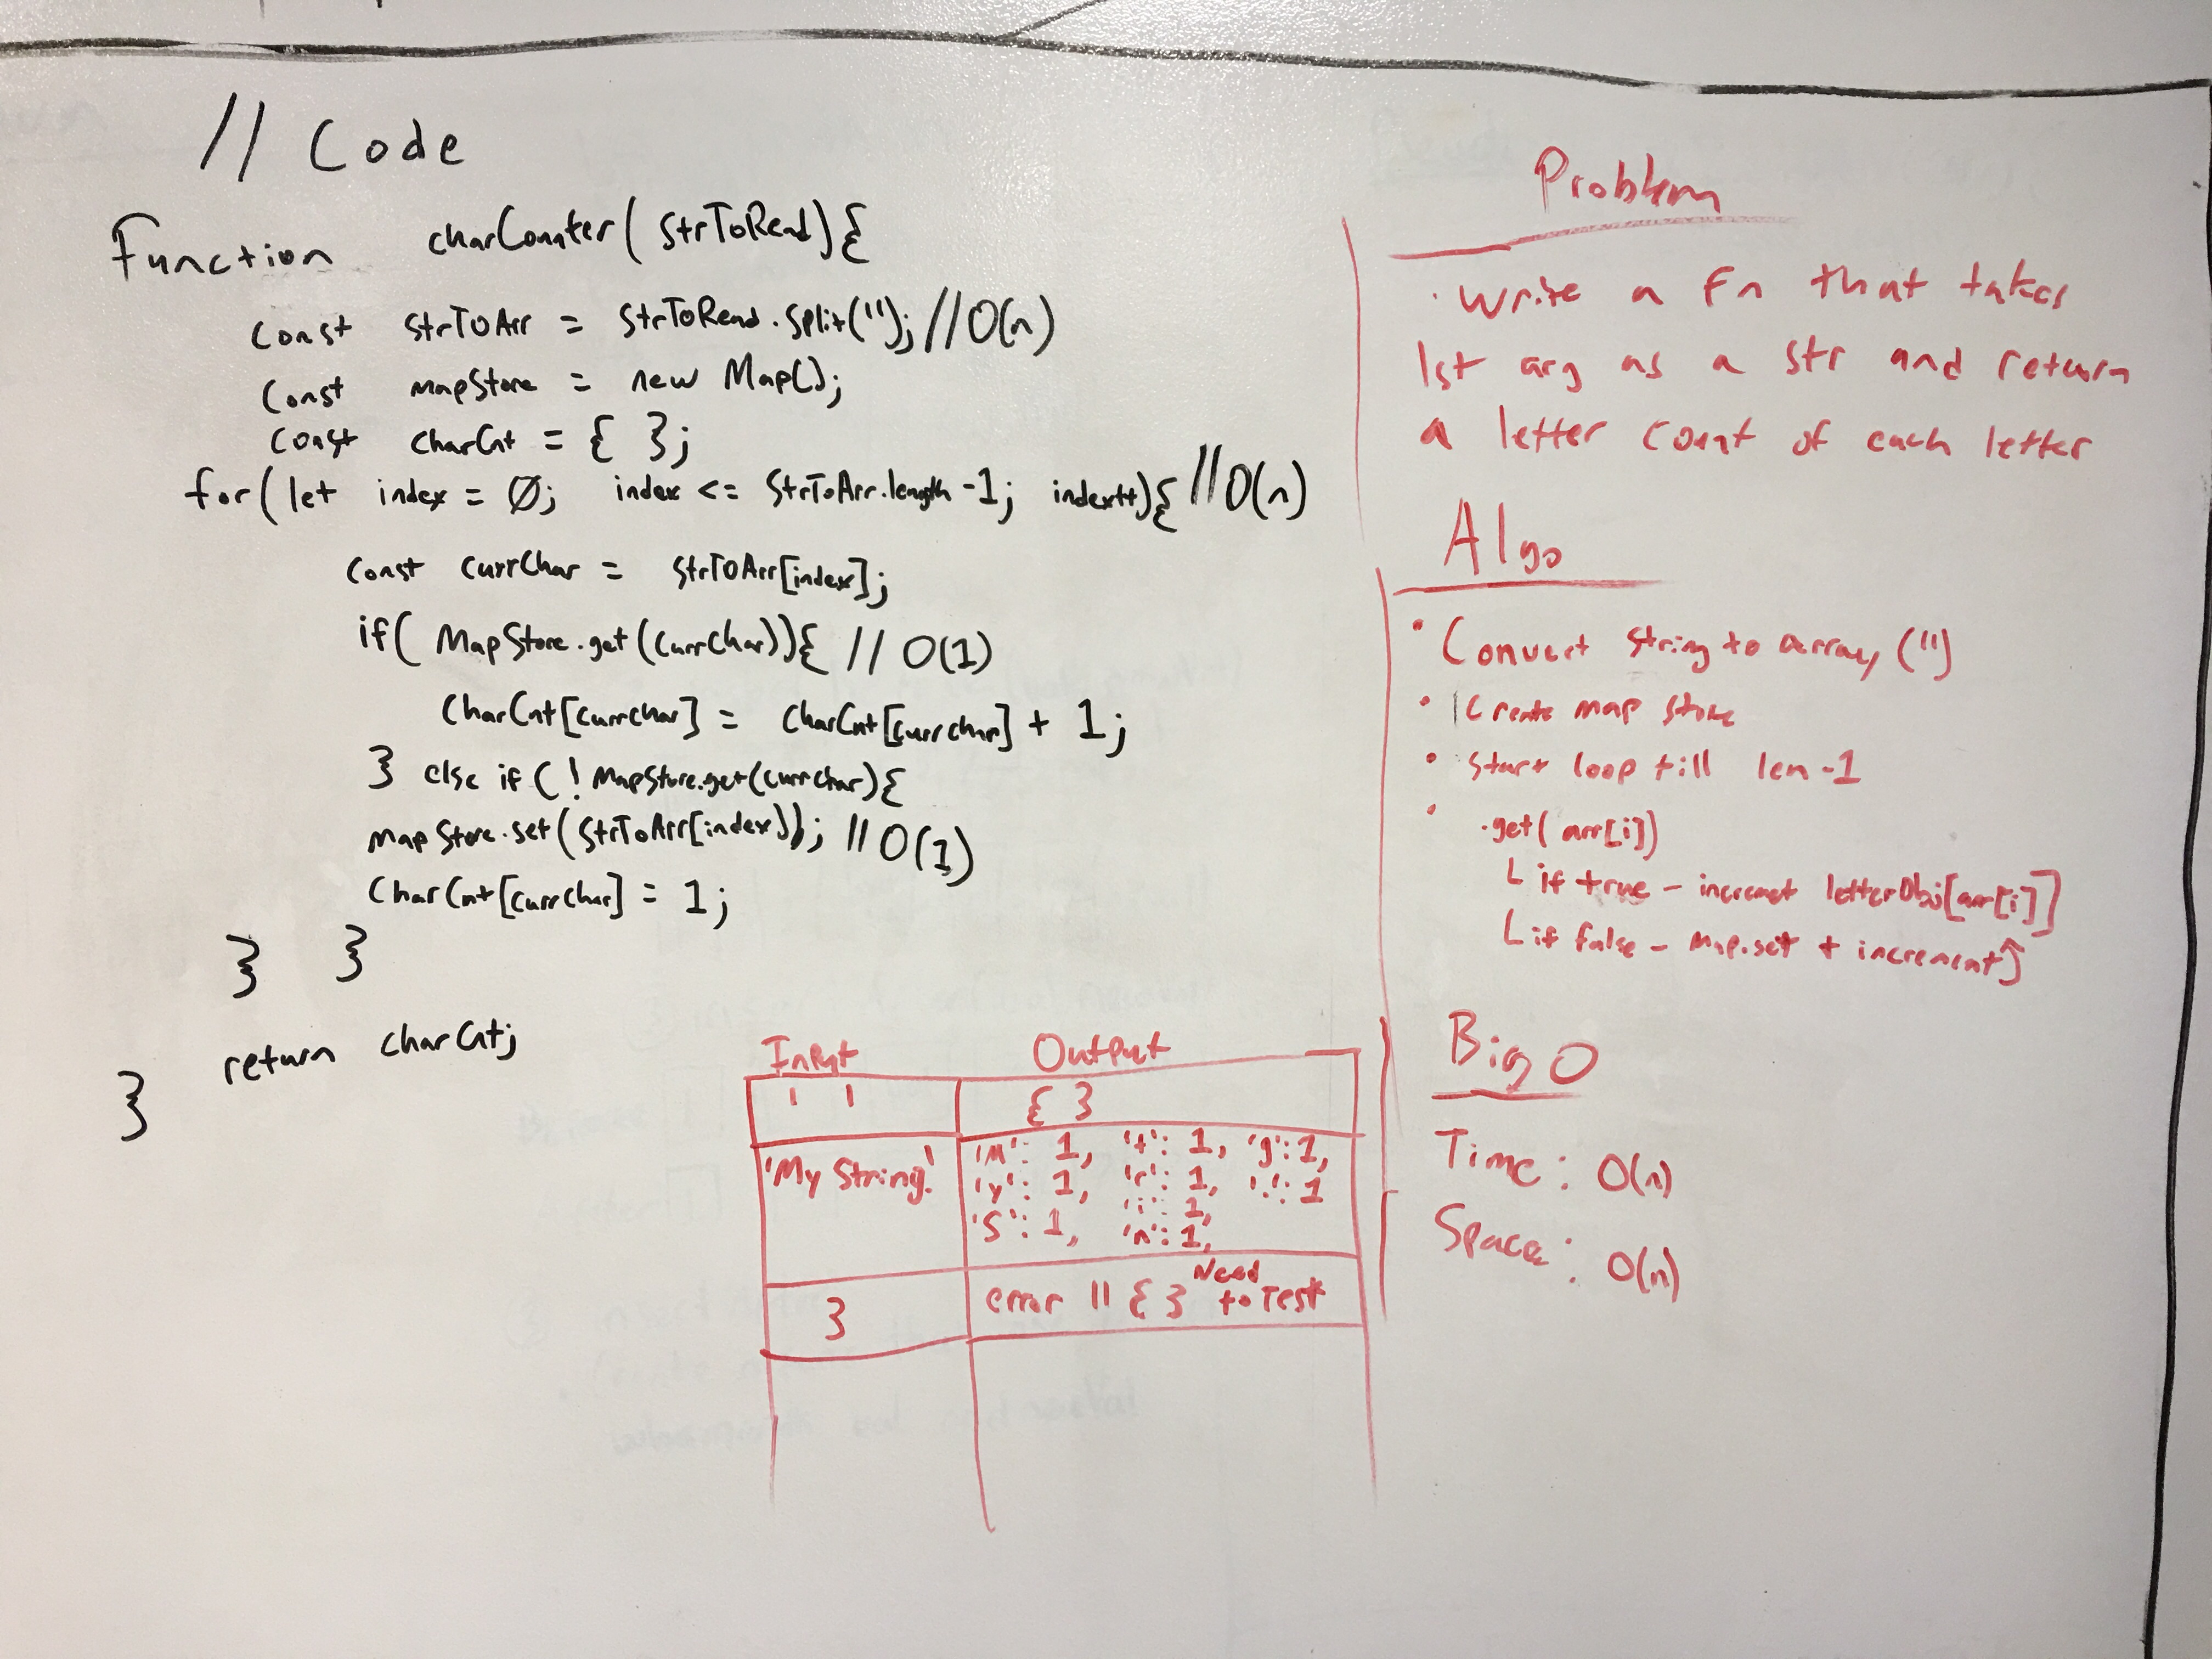 // Code
function charCounter(strToRead){
const strToArr = strToRead.split('');//O(n)
const mapStore = new Map();
const charCnt = { };
for(let index = 0; index <= strToArr.length-1; index++){//O(n)
const currChar = strToArr[index];
if( MapStore.get(currChar)){ // O(1)
CharCnt[currchar] = charCnt[currchar] + 1;
} else if (!MapStore.get(currchar){
MapStore.set(strToArr[index]); //O(1)
CharCnt[currchar] = 1;
} }
return charCnt;
}
Problem
· Write a fn that takes
1st arg as a str and return
a letter count of each letter
Algo
· Convert string to array ('')
· Create map store
· start loop till len-1
· .get( arr[i])
L if true - incremet letterObj[arr[i]]
L if false - Map.set + increment
Big O
Time: O(n)
Space: O(n)
Input Output
' ' { }
'My String.' 'M': 1, 't': 1, 'g':1,
'y': 1, 'r': 1, '.':1
'S': 1, 'i': 1,
'n':1,
3 error || { } Need to Test